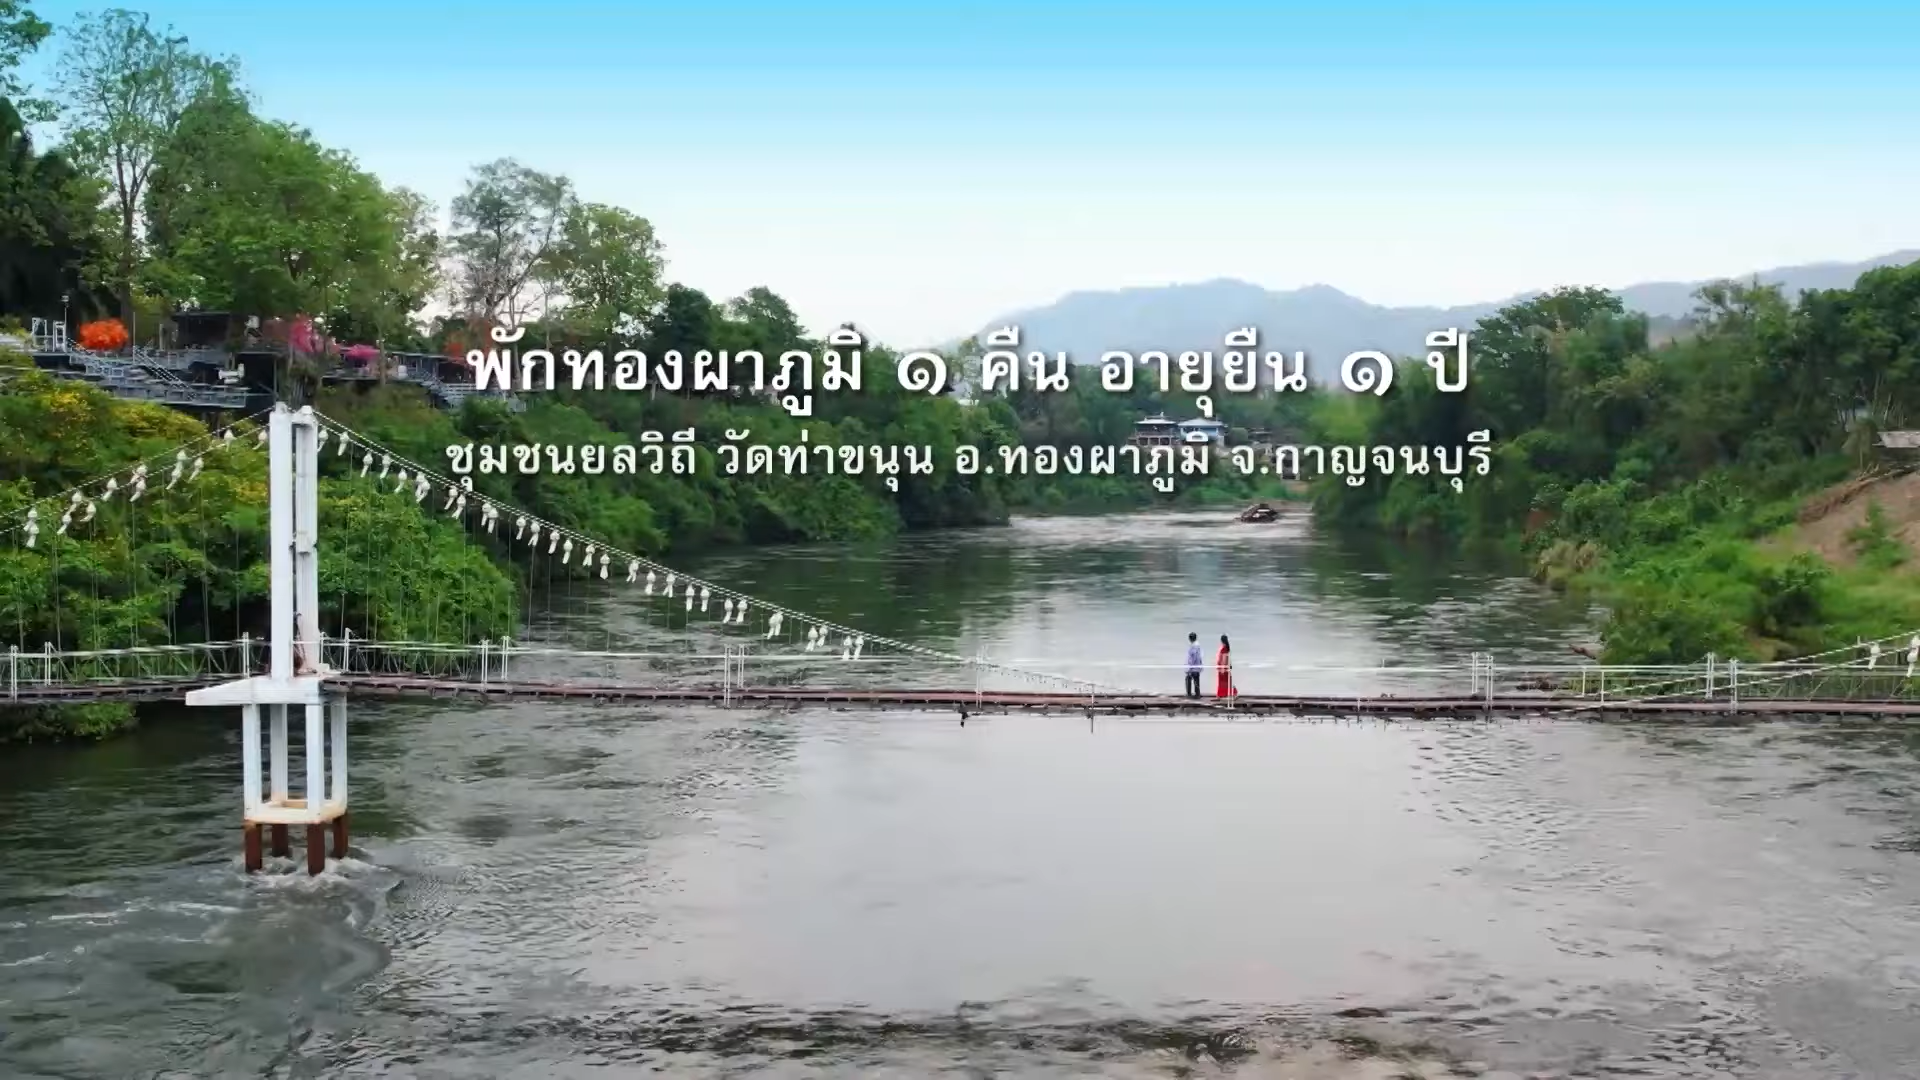 พักทองผาภูมิ ๑ คืน อายุยืน ๑ ปี
ชุมชนยลวิถี วัดท่าขนุน อ.ทองผาภูมิ จ.กาญจนบุรี